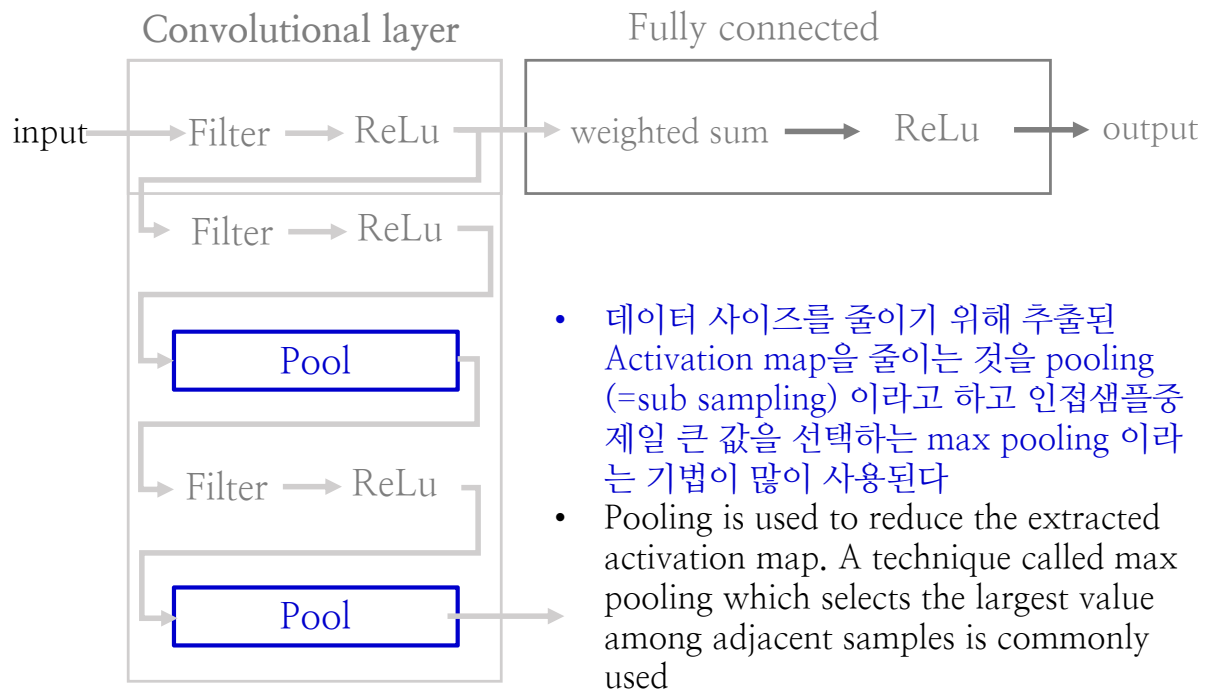 Convolutional layer
Fully connected
input
Filter
ReLu
weighted sum
ReLu
output
Filter
ReLu
Pool
Filter
ReLu
Pool
• 데이터 사이즈를 줄이기 위해 추출된
Activation map을 줄이는 것을 pooling
(=sub sampling) 이라고 하고 인접샘플중
제일 큰 값을 선택하는 max pooling 이라
는 기법이 많이 사용된다
• Pooling is used to reduce the extracted
activation map. A technique called max
pooling which selects the largest value
among adjacent samples is commonly
used